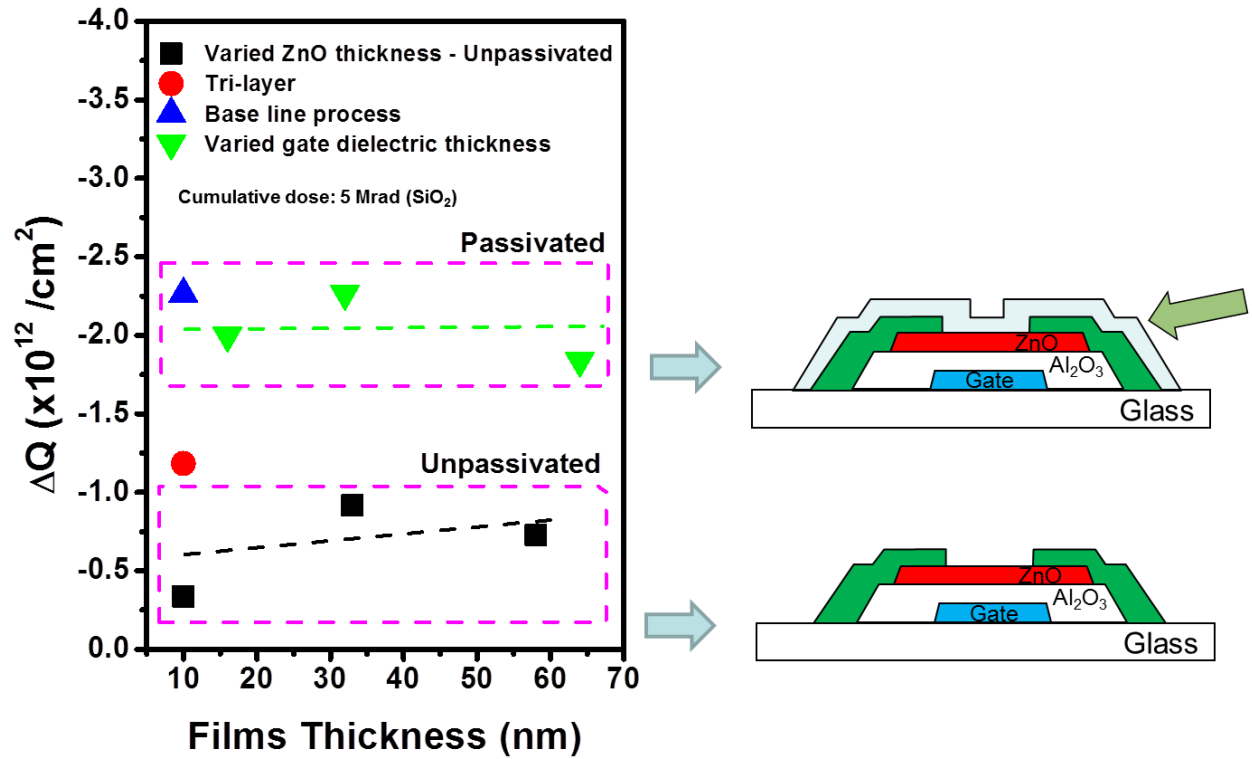 -4.0
-3.5
-3.0
-2.5
-2.0
-1.5
-1.0
-0.5
0.0
ΔQ (x10¹² /cm²)
Varied ZnO thickness - Unpassivated
Tri-layer
Base line process
Varied gate dielectric thickness
Cumulative dose: 5 Mrad (SiO₂)
Passivated
Unpassivated
10 20 30 40 50 60 70
Films Thickness (nm)
ZnO
Al₂O₃
Gate
Glass
ZnO
Al₂O₃
Gate
Glass